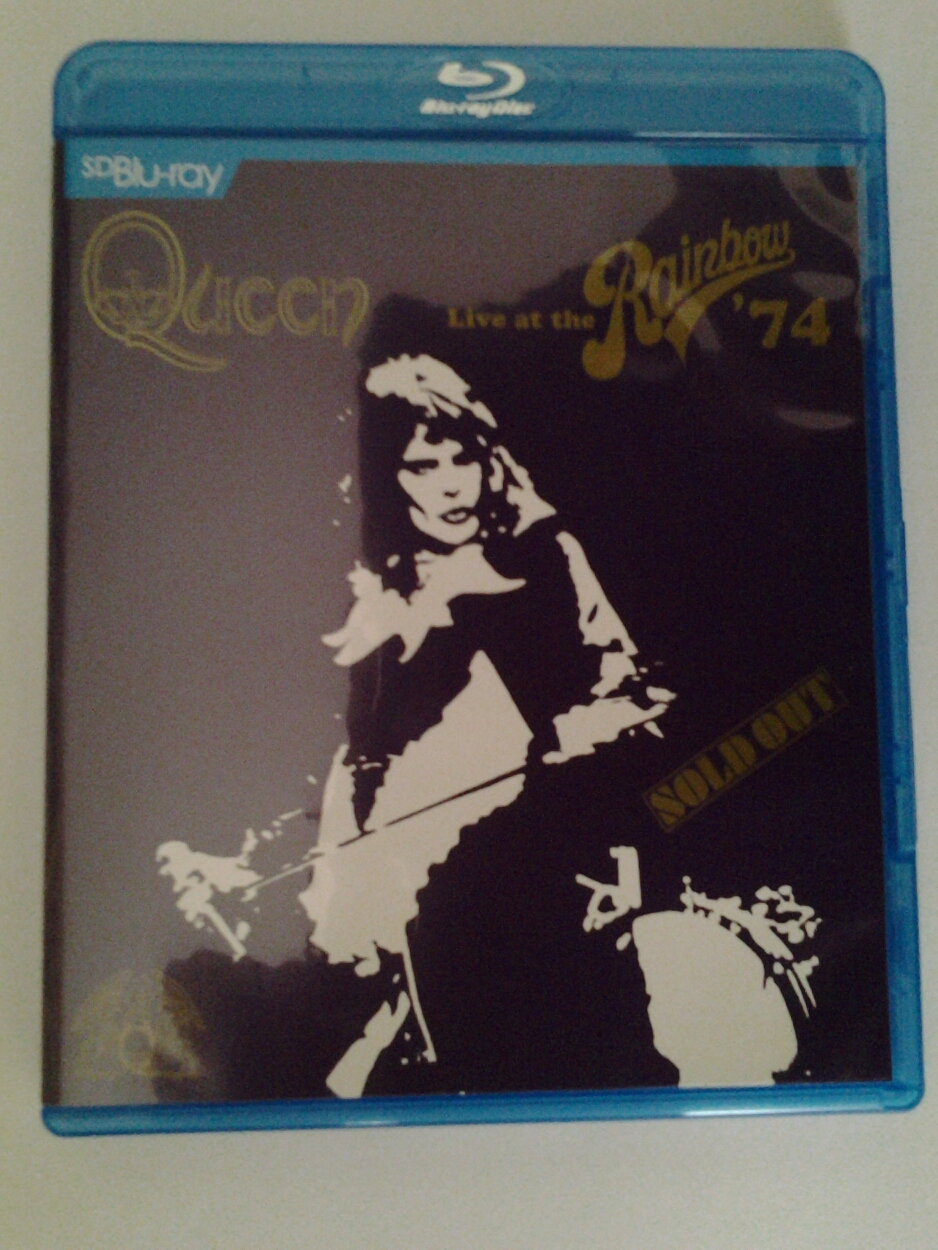 Blu-ray Disc
SD Blu-ray
Queen
Live at the Rainbow '74
SOLD OUT